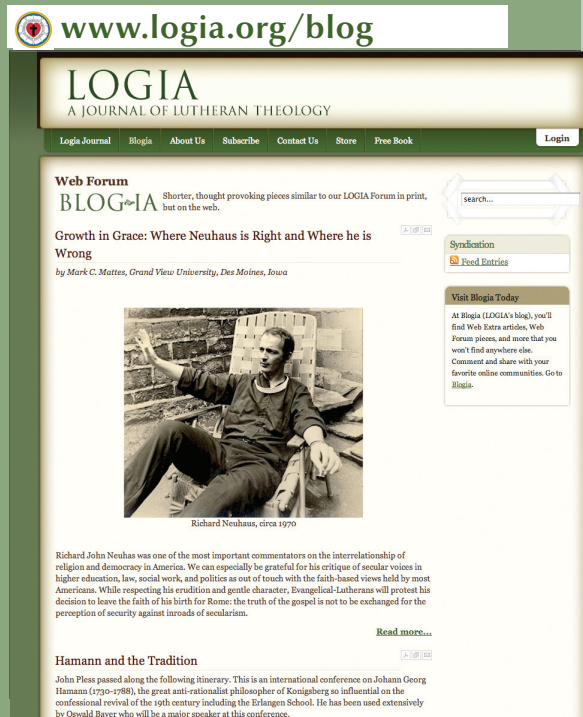 www.logia.org/blog
LOGIA
A JOURNAL OF LUTHERAN THEOLOGY
Logia Journal Blogia About Us Subscribe Contact Us Store Free Book Login
Web Forum
BLOG IA Shorter, thought provoking pieces similar to our LOGIA Forum in print,
but on the web.
Growth in Grace: Where Neuhaus is Right and Where he is
Wrong
by Mark C. Mattes, Grand View University, Des Moines, Iowa
Richard Neuhaus, circa 1970
Richard John Neuhas was one of the most important commentators on the interrelationship of
religion and democracy in America. We can especially be grateful for his critique of secular voices in
higher education, law, social work, and politics as out of touch with the faith-based views held by most
Americans. While respecting his erudition and gentle character, Evangelical-Lutherans will protest his
decision to leave the faith of his birth for Rome: the truth of the gospel is not to be exchanged for the
perception of security against inroads of secularism.
Read more...
Hamann and the Tradition
John Pless passed along the following itinerary. This is an international conference on Johann Georg
Hamann (1730-1788), the great anti-rationalist philosopher of Konigsberg so influential on the
confessional revival of the 19th century including the Erlangen School. He has been used extensively
by Oswald Bayer who will be a major speaker at this conference.
search...
Syndication
Feed Entries
Visit Blogia Today
At Blogia (LOGIA's blog), you'll
find Web Extra articles, Web
Forum pieces, and more that you
won't find anywhere else.
Comment and share with your
favorite online communities. Go to
Blogia.